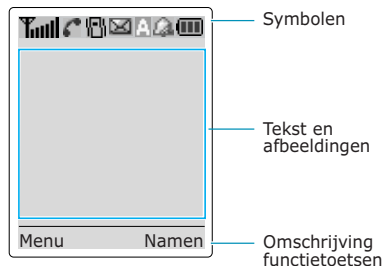 Symbolen
A
Tekst en
afbeeldingen
Menu Namen
Omschrijving
functietoetsen